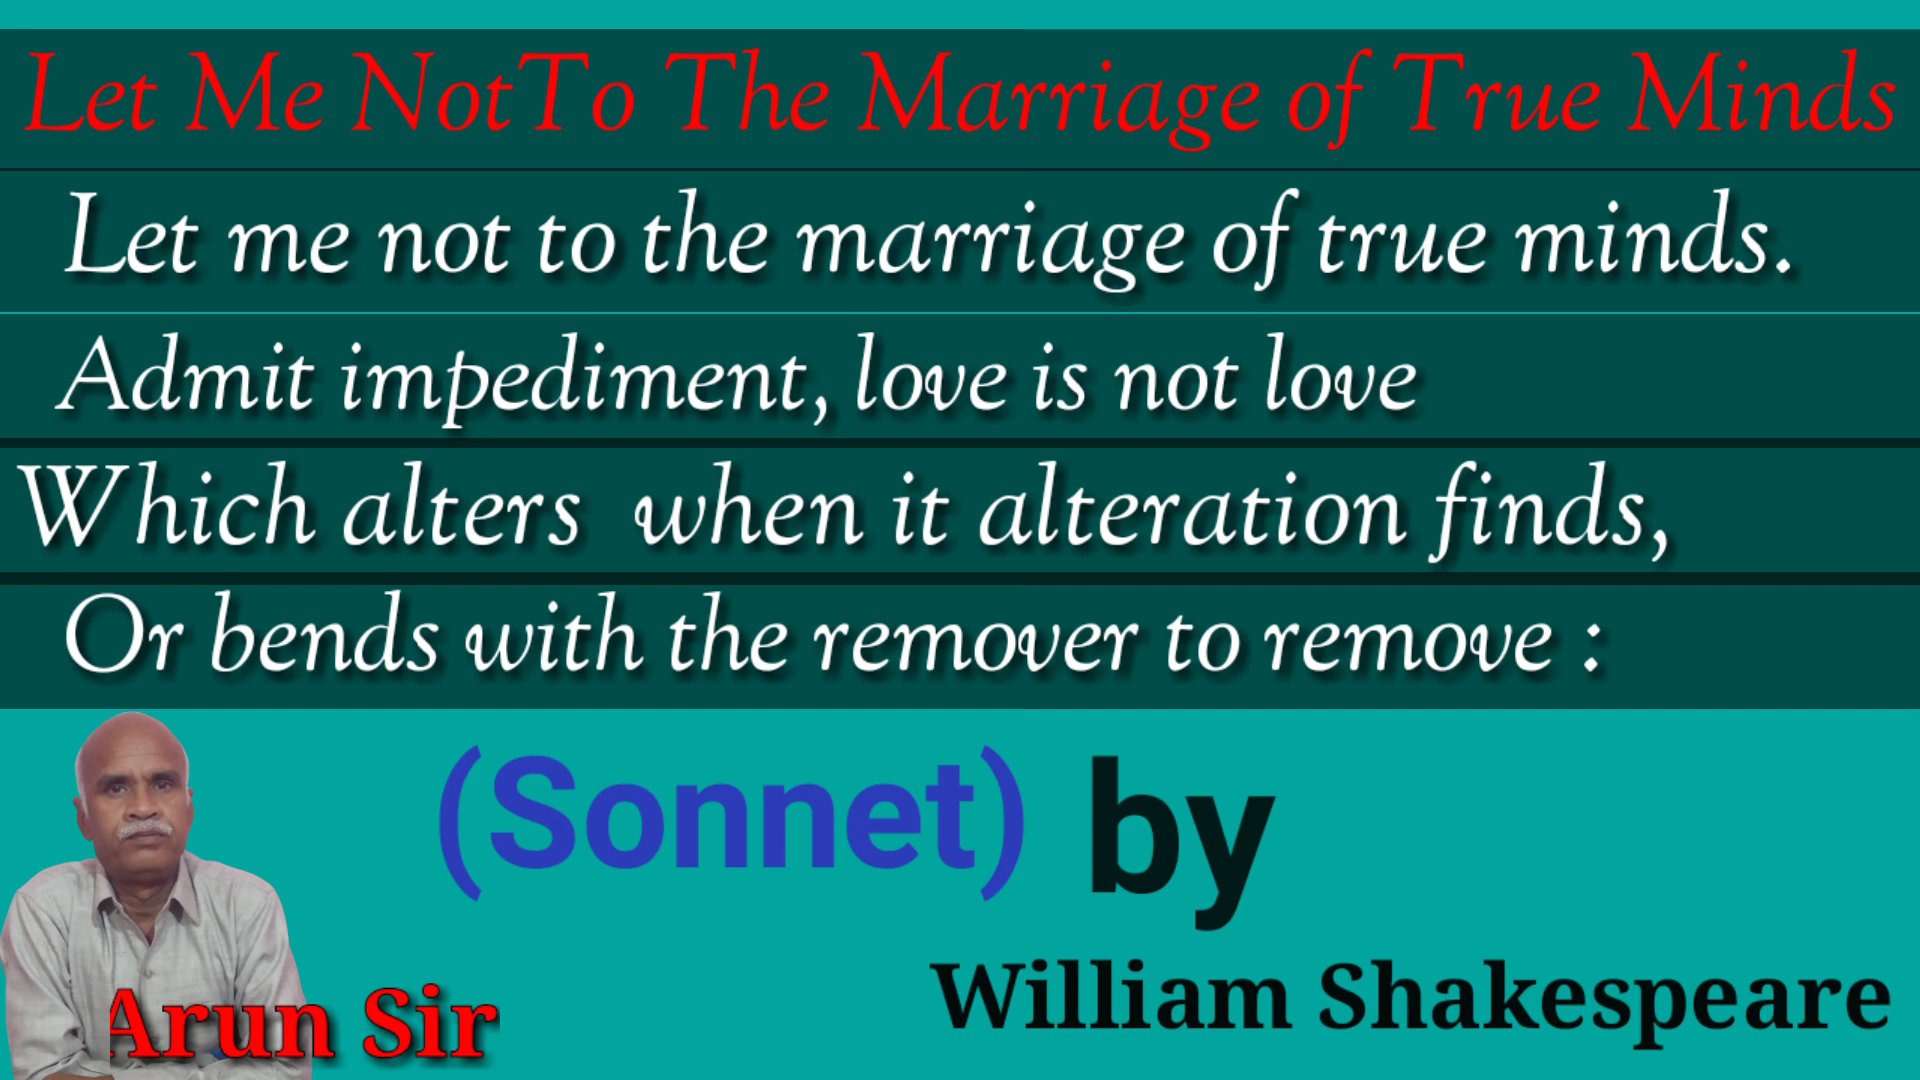 Let Me NotTo The Marriage of True Minds
Let me not to the marriage of true minds.
Admit impediment, love is not love
Which alters when it alteration finds,
Or bends with the remover to remove :
(Sonnet) by
William Shakespeare
Arun Sir